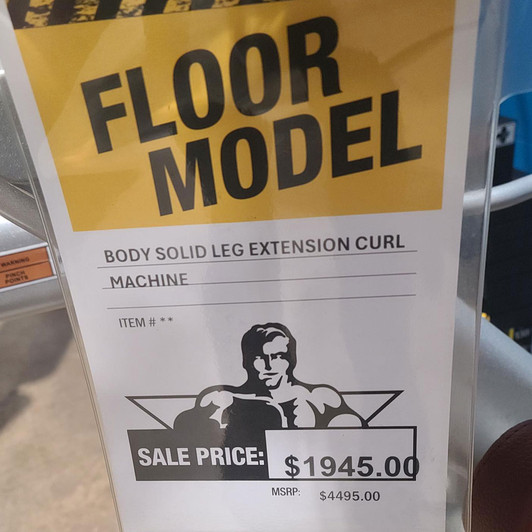 FLOOR
MODEL
BODY SOLID LEG EXTENSION CURL
MACHINE
ITEM # **
SALE PRICE: $1945.00
MSRP: $4495.00
WARNING
PINCH
POINTS